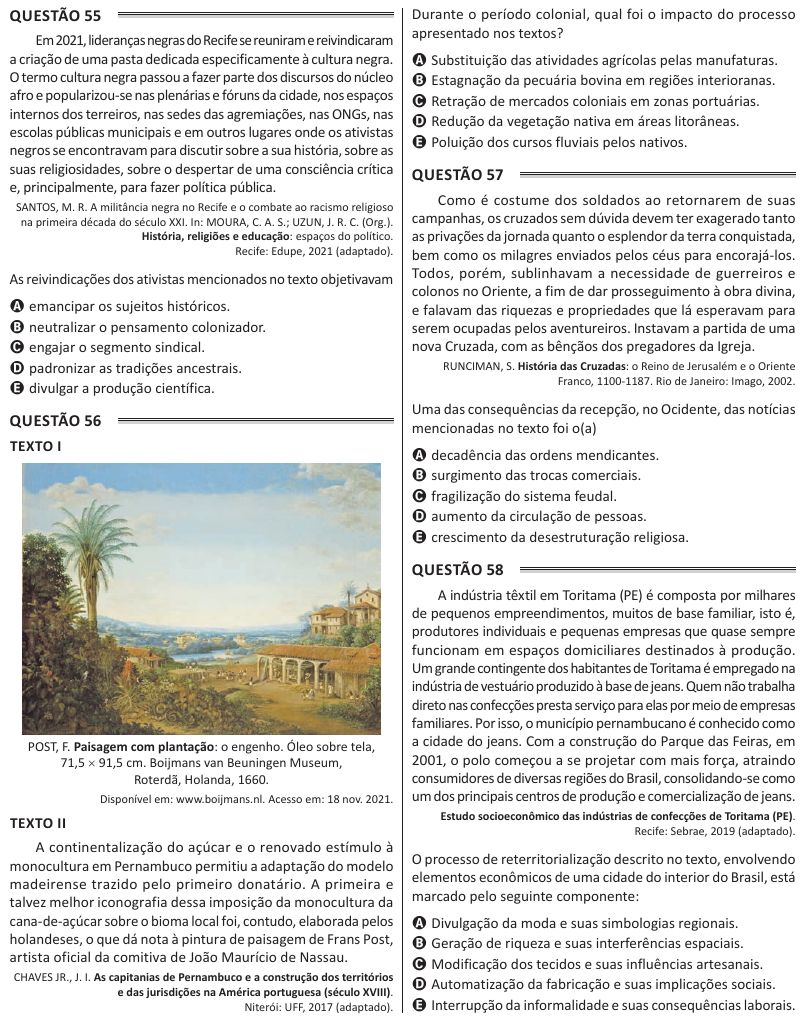 QUESTÃO 55
Em 2021, lideranças negras do Recife se reuniram e reivindicaram
a criação de uma pasta dedicada especificamente à cultura negra.
O termo cultura negra passou a fazer parte dos discursos do núcleo
afro e popularizou-se nas plenárias e fóruns da cidade, nos espaços
internos dos terreiros, nas sedes das agremiações, nas ONGs, nas
escolas públicas municipais e em outros lugares onde os ativistas
negros se encontravam para discutir sobre a sua história, sobre as
suas religiosidades, sobre o despertar de uma consciência crítica
e, principalmente, para fazer política pública.
SANTOS, M. R. A militância negra no Recife e o combate ao racismo religioso
na primeira década do século XXI. In: MOURA, C. A. S.; UZUN, J. R. C. (Org.).
História, religiões e educação: espaços do político.
Recife: Edupe, 2021 (adaptado).
As reivindicações dos ativistas mencionados no texto objetivavam
A emancipar os sujeitos históricos.
B neutralizar o pensamento colonizador.
C engajar o segmento sindical.
D padronizar as tradições ancestrais.
E divulgar a produção científica.
QUESTÃO 56
TEXTO I
POST, F. Paisagem com plantação: o engenho. Óleo sobre tela,
71,5 × 91,5 cm. Boijmans van Beuningen Museum,
Roterdã, Holanda, 1660.
Disponível em: www.boijmans.nl. Acesso em: 18 nov. 2021.
TEXTO II
A continentalização do açúcar e o renovado estímulo à
monocultura em Pernambuco permitiu a adaptação do modelo
madeirense trazido pelo primeiro donatário. A primeira e
talvez melhor iconografia dessa imposição da monocultura da
cana-de-açúcar sobre o bioma local foi, contudo, elaborada pelos
holandeses, o que dá nota à pintura de paisagem de Frans Post,
artista oficial da comitiva de João Maurício de Nassau.
CHAVES JR., J. I. As capitanias de Pernambuco e a construção dos territórios
e das jurisdições na América portuguesa (século XVIII).
Niterói: UFF, 2017 (adaptado).
Durante o período colonial, qual foi o impacto do processo
apresentado nos textos?
A Substituição das atividades agrícolas pelas manufaturas.
B Estagnação da pecuária bovina em regiões interioranas.
C Retração de mercados coloniais em zonas portuárias.
D Redução da vegetação nativa em áreas litorâneas.
E Poluição dos cursos fluviais pelos nativos.
QUESTÃO 57
Como é costume dos soldados ao retornarem de suas
campanhas, os cruzados sem dúvida devem ter exagerado tanto
as privações da jornada quanto o esplendor da terra conquistada,
bem como os milagres enviados pelos céus para encorajá-los.
Todos, porém, sublinhavam a necessidade de guerreiros e
colonos no Oriente, a fim de dar prosseguimento à obra divina,
e falavam das riquezas e propriedades que lá esperavam para
serem ocupadas pelos aventureiros. Instavam a partida de uma
nova Cruzada, com as bênçãos dos pregadores da Igreja.
RUNCIMAN, S. História das Cruzadas: o Reino de Jerusalém e o Oriente
Franco, 1100-1187. Rio de Janeiro: Imago, 2002.
Uma das consequências da recepção, no Ocidente, das notícias
mencionadas no texto foi o(a)
A decadência das ordens mendicantes.
B surgimento das trocas comerciais.
C fragilização do sistema feudal.
D aumento da circulação de pessoas.
E crescimento da desestruturação religiosa.
QUESTÃO 58
A indústria têxtil em Toritama (PE) é composta por milhares
de pequenos empreendimentos, muitos de base familiar, isto é,
produtores individuais e pequenas empresas que quase sempre
funcionam em espaços domiciliares destinados à produção.
Um grande contingente dos habitantes de Toritama é empregado na
indústria de vestuário produzido à base de jeans. Quem não trabalha
direto nas confecções presta serviço para elas por meio de empresas
familiares. Por isso, o município pernambucano é conhecido como
a cidade do jeans. Com a construção do Parque das Feiras, em
2001, o polo começou a se projetar com mais força, atraindo
consumidores de diversas regiões do Brasil, consolidando-se como
um dos principais centros de produção e comercialização de jeans.
Estudo socioeconômico das indústrias de confecções de Toritama (PE).
Recife: Sebrae, 2019 (adaptado).
O processo de reterritorialização descrito no texto, envolvendo
elementos econômicos de uma cidade do interior do Brasil, está
marcado pelo seguinte componente:
A Divulgação da moda e suas simbologias regionais.
B Geração de riqueza e suas interferências espaciais.
C Modificação dos tecidos e suas influências artesanais.
D Automatização da fabricação e suas implicações sociais.
E Interrupção da informalidade e suas consequências laborais.